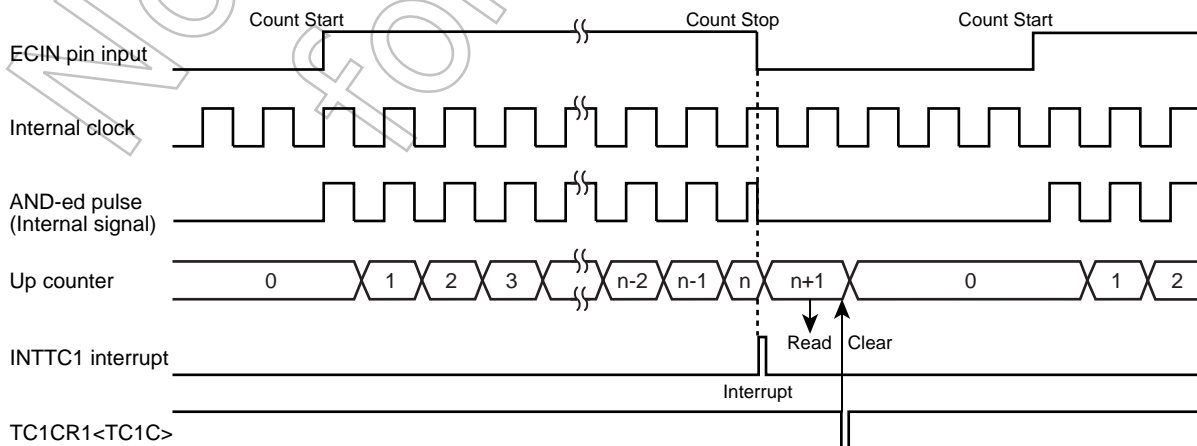 Count Start Count Stop Count Start
ECIN pin input
Internal clock
AND-ed pulse
(Internal signal)
Up counter 0 1 2 3 n-2 n-1 n n+1 0 1 2
Read Clear
INTTC1 interrupt
Interrupt
TC1CR1<TC1C>